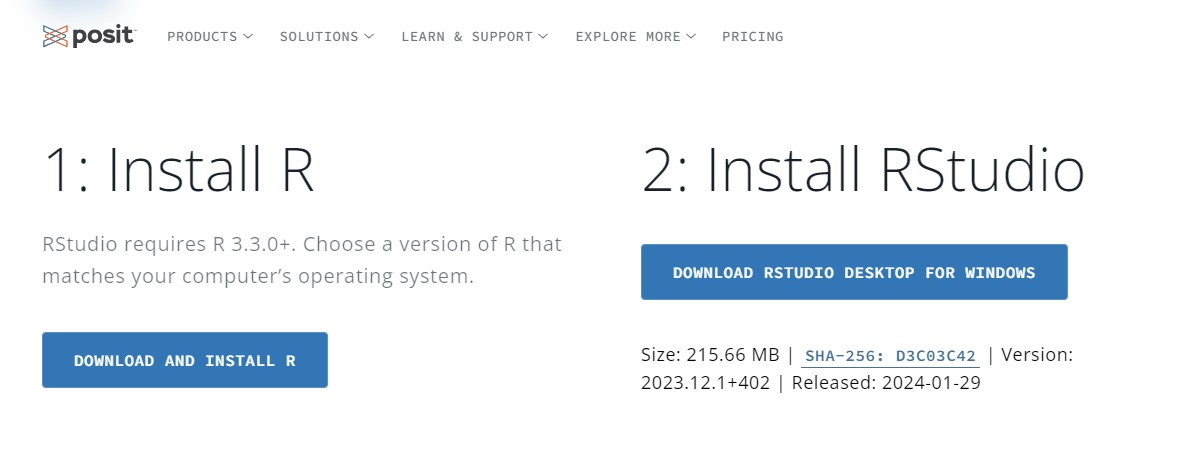 posit
PRODUCTS
SOLUTIONS
LEARN & SUPPORT
EXPLORE MORE
PRICING
1: Install R
RStudio requires R 3.3.0+. Choose a version of R that
matches your computer’s operating system.
DOWNLOAD AND INSTALL R
2: Install RStudio
DOWNLOAD RSTUDIO DESKTOP FOR WINDOWS
Size: 215.66 MB | SHA-256: D3C03C42 | Version:
2023.12.1+402 | Released: 2024-01-29